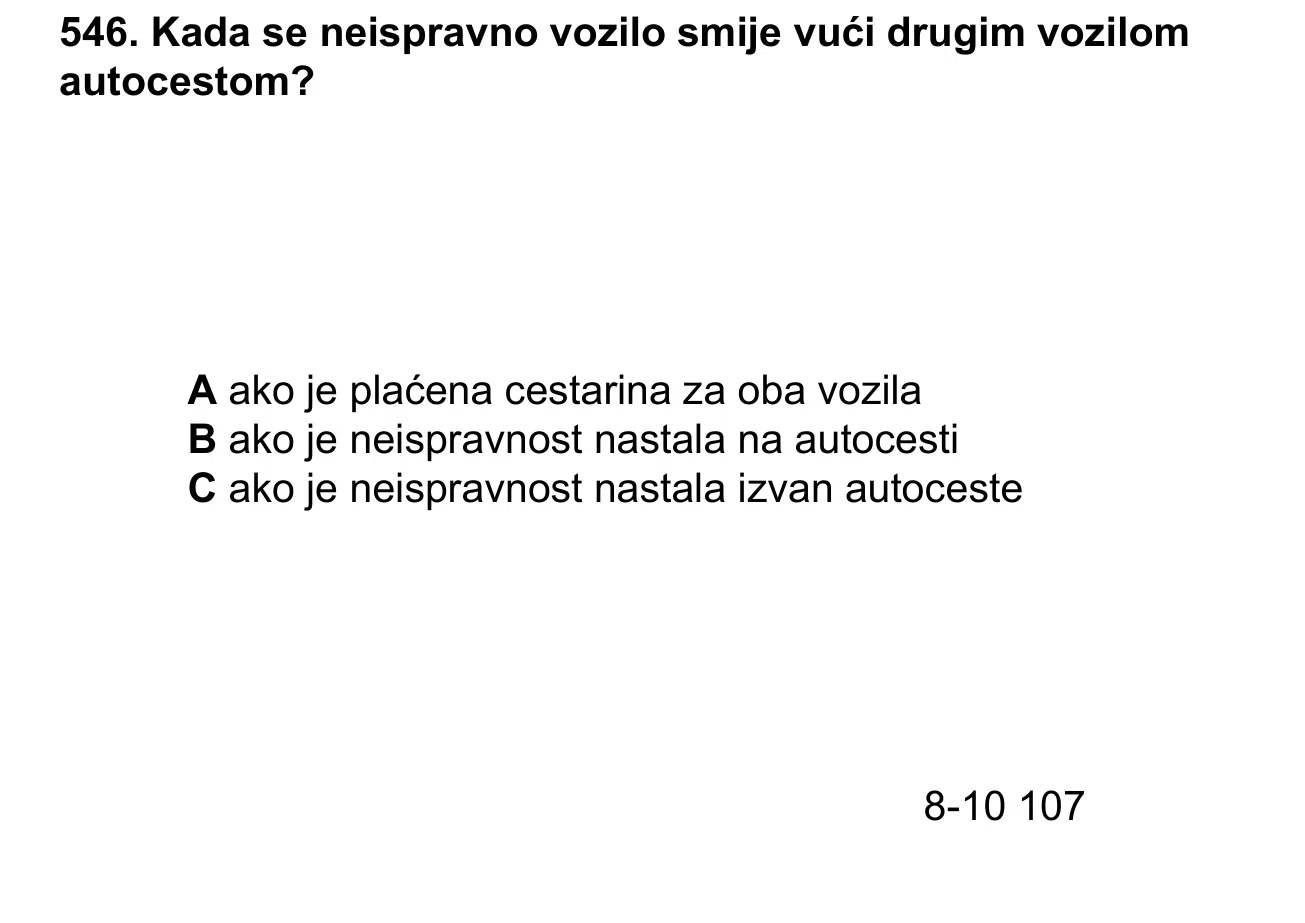 546. Kada se neispravno vozilo smije vući drugim vozilom
autocestom?
A ako je plaćena cestarina za oba vozila
B ako je neispravnost nastala na autocesti
C ako je neispravnost nastala izvan autoceste
8-10 107